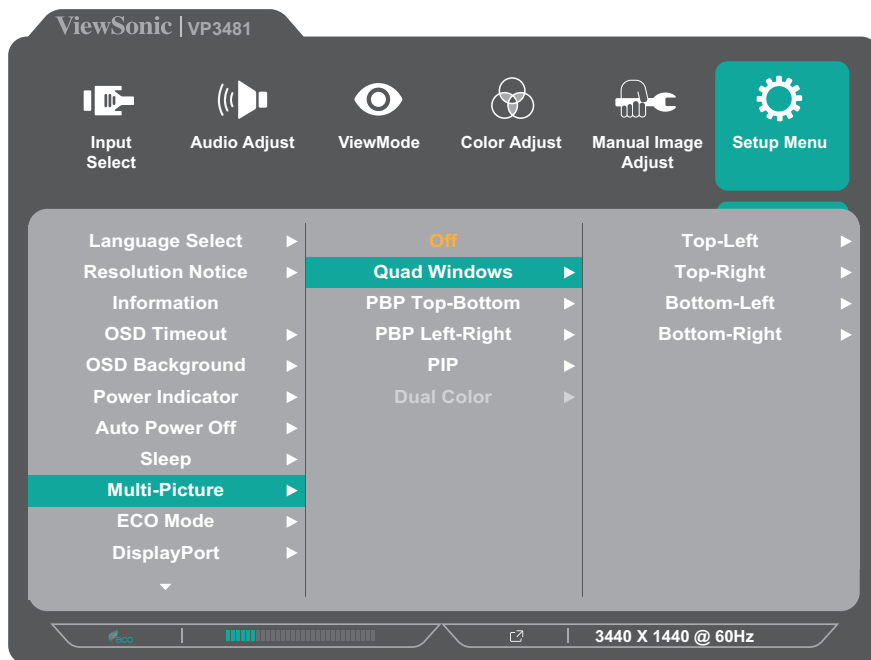 ViewSonic | VP3481
Input Select
Audio Adjust
ViewMode
Color Adjust
Manual Image Adjust
Setup Menu
Language Select
Resolution Notice
Information
OSD Timeout
OSD Background
Power Indicator
Auto Power Off
Sleep
Multi-Picture
ECO Mode
DisplayPort
Off
Quad Windows
PBP Top-Bottom
PBP Left-Right
PIP
Dual Color
Top-Left
Top-Right
Bottom-Left
Bottom-Right
eco
3440 X 1440 @ 60Hz